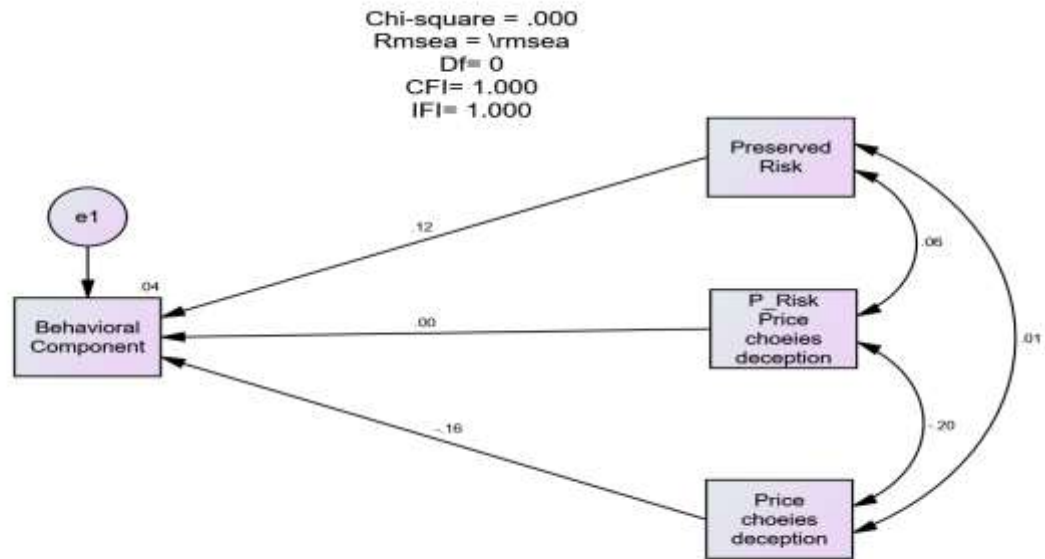 Chi-square = .000
Rmsea = \rmsea
Df= 0
CFI= 1.000
IFI= 1.000
Preserved
Risk
e1
.12
.06
04
Behavioral
Component
.00
P_Risk
Price
choeies
deception
.01
-.16
-.20
Price
choeies
deception